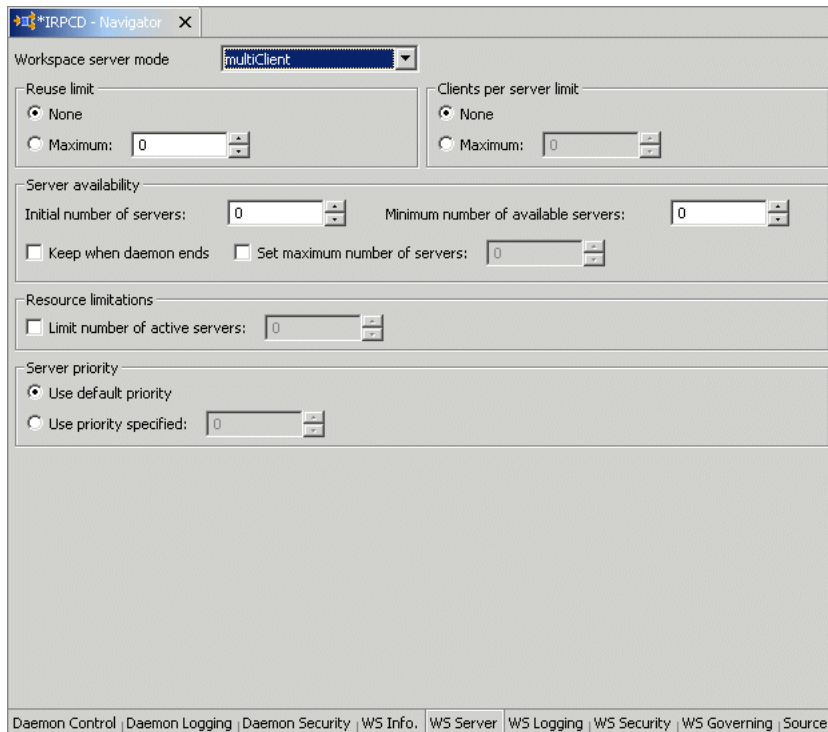 *IRPCD - Navigator X
Workspace server mode multiClient
Reuse limit
None
Maximum: 0
Clients per server limit
None
Maximum: 0
Server availability
Initial number of servers: 0 Minimum number of available servers: 0
Keep when daemon ends Set maximum number of servers: 0
Resource limitations
Limit number of active servers: 0
Server priority
Use default priority
Use priority specified: 0
Daemon Control Daemon Logging Daemon Security WS Info. WS Server WS Logging WS Security WS Governing Source